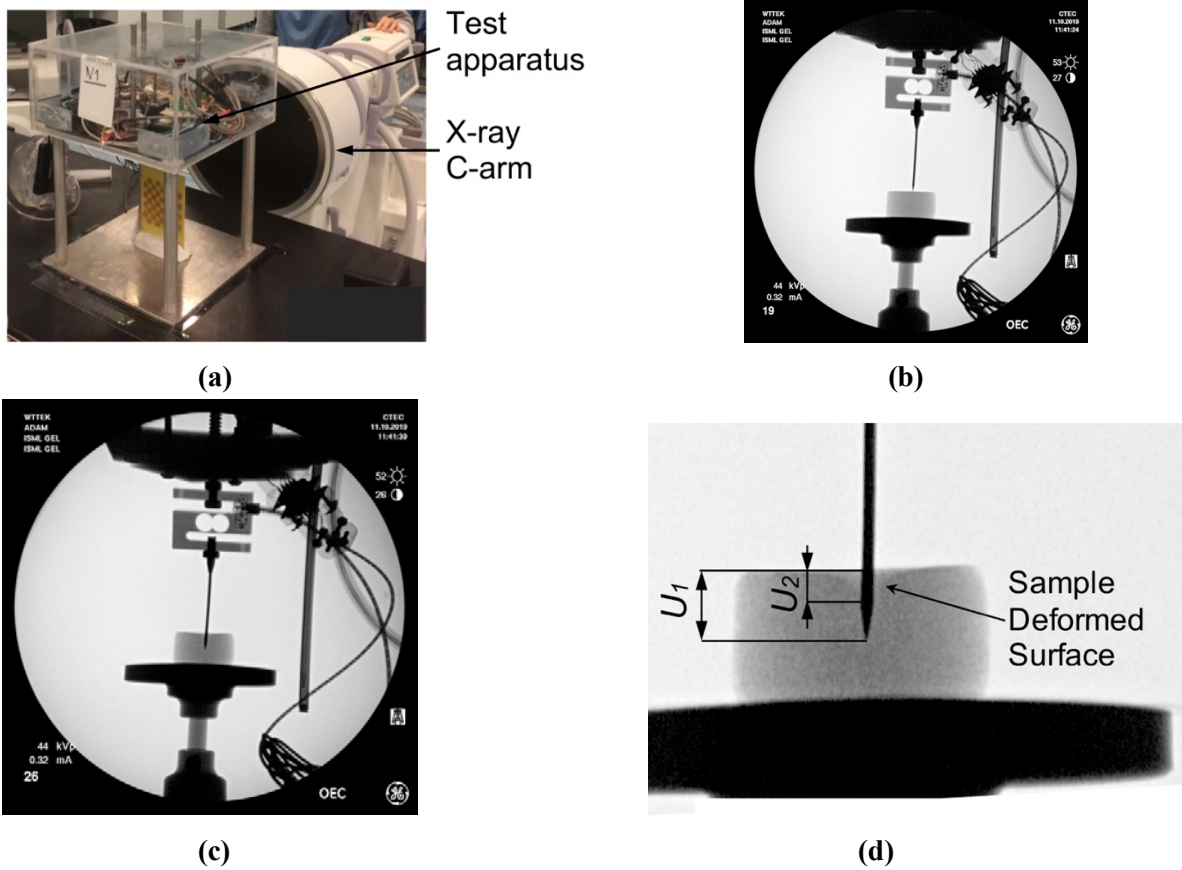 Test
apparatus
X-ray
C-arm
N1
(a)
WTTEK
ADAM
ISML GEL
ISML GEL
CTEC
11.10.2019
11:41:24
53
27
44 kVp
0.32 mA
19
OEC
(b)
WTTEK
ADAM
ISML GEL
ISML GEL
CTEC
11.10.2019
11:41:39
52
26
44 kVp
0.32 mA
26
OEC
(c)
U1
U2
Sample
Deformed
Surface
(d)